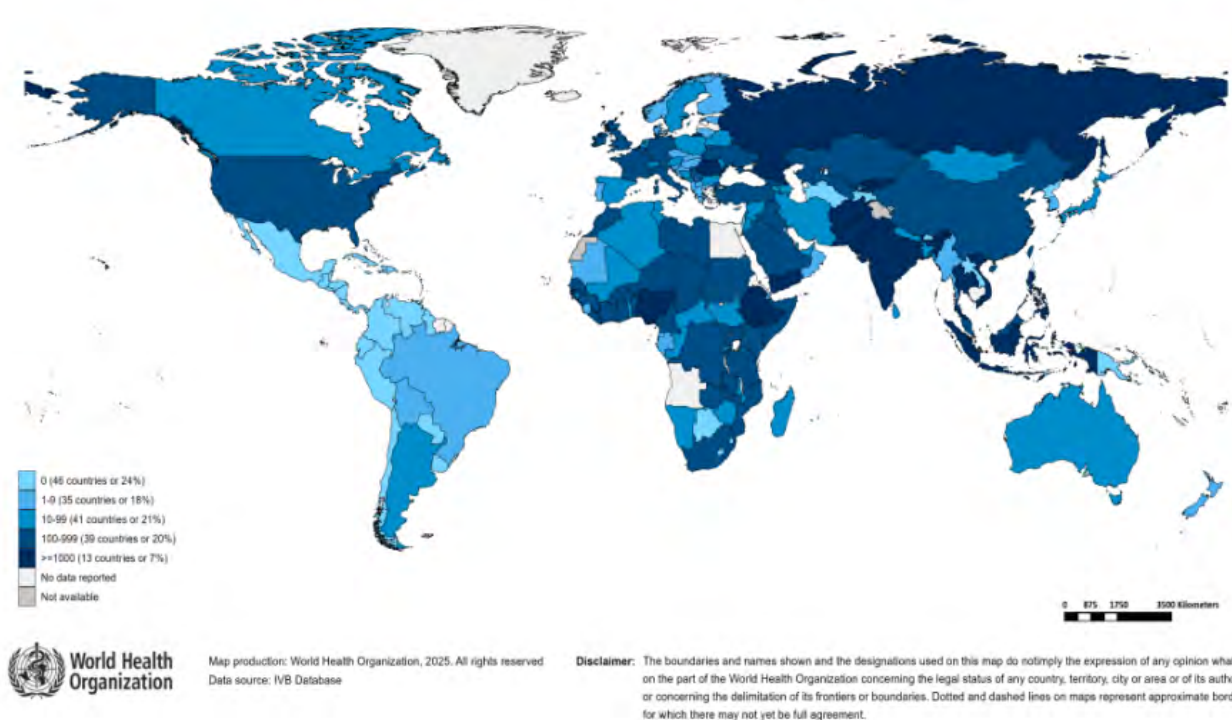 0 (46 countries or 24%)
1-9 (35 countries or 18%)
10-99 (41 countries or 21%)
100-999 (39 countries or 20%)
>=1000 (13 countries or 7%)
No data reported
Not available
0 875 1750 3500 Kilometers
World Health
Organization
Map production: World Health Organization, 2025. All rights reserved
Data source: IVB Database
Disclaimer: The boundaries and names shown and the designations used on this map do notimply the expression of any opinion what
on the part of the World Health Organization concerning the legal status of any country, territory, city or area or of its autho
or concerning the delimitation of its frontiers or boundaries. Dotted and dashed lines on maps represent approximate bord
for which there may not yet be full agreement.